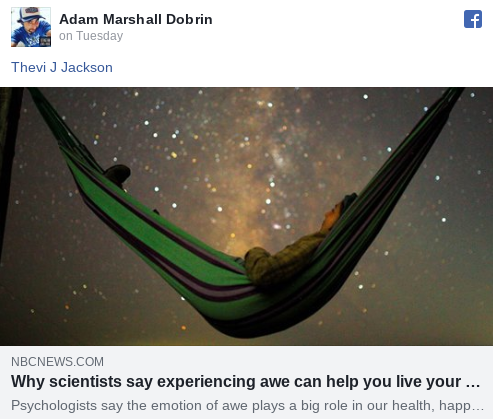 Adam Marshall Dobrin
on Tuesday
Thevi J Jackson
NBCNEWS.COM
Why scientists say experiencing awe can help you live your ...
Psychologists say the emotion of awe plays a big role in our health, happ...